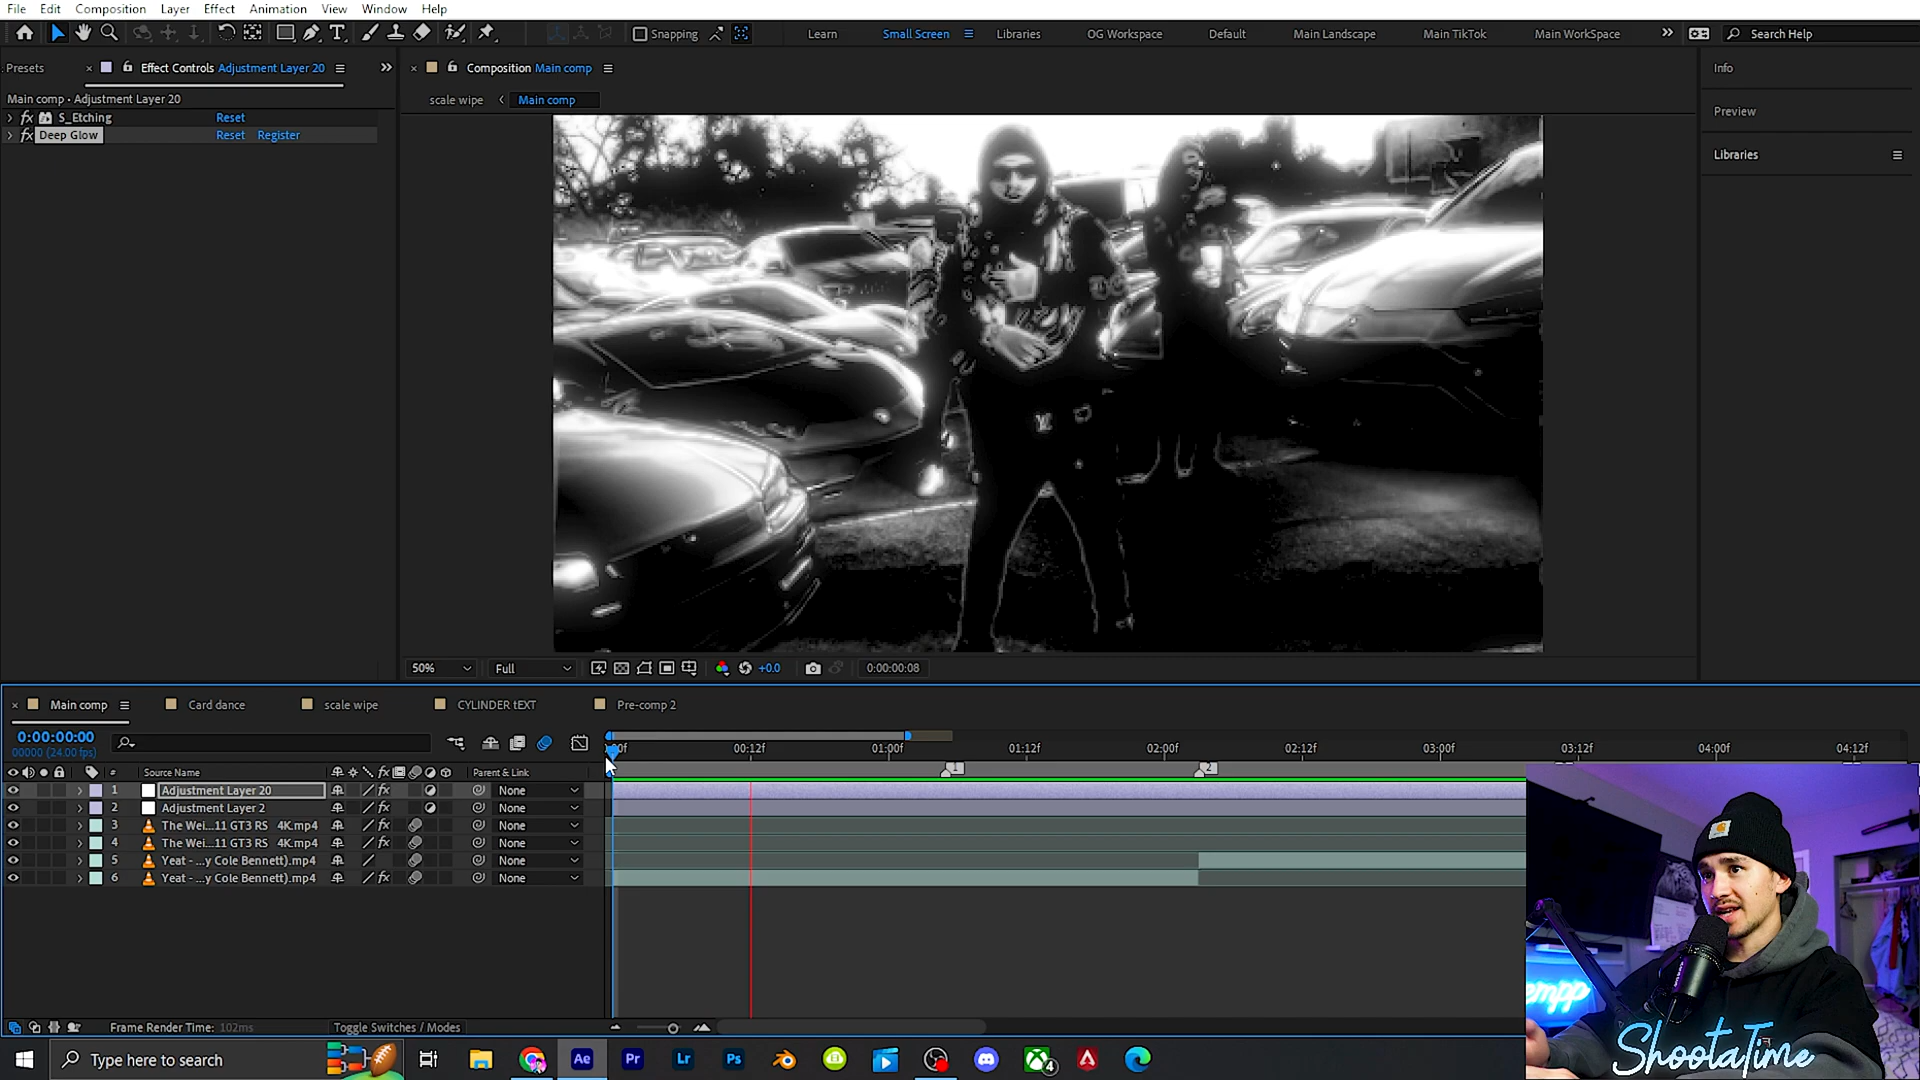 File Edit Composition Layer Effect Animation View Window Help
Snapping Learn Small Screen Libraries OG Workspace Default Main Landscape Main TikTok Main WorkSpace Search Help
Presets Effect Controls Adjustment Layer 20 Composition Main comp Info
Main comp • Adjustment Layer 20 scale wipe Main comp
fx S_Etching Reset Preview
fx Deep Glow Reset Register
Libraries
50% Full +0.0 0:00:00:08
Main comp Card dance scale wipe CYLINDER tEXT Pre-comp 2
0:00:00:00
00000 (24.00 fps) 00:12f 01:00f 01:12f 02:00f 02:12f 03:00f 03:12f 04:00f 04:12f
# Source Name fx Parent & Link 1 2
1 Adjustment Layer 20 fx None
2 Adjustment Layer 2 None
3 The Wei...11 GT3 RS 4K.mp4 fx None
4 The Wei...11 GT3 RS 4K.mp4 fx None
5 Yeat - ...y Cole Bennett).mp4 None
6 Yeat - ...y Cole Bennett).mp4 fx None
Frame Render Time: 102ms Toggle Switches / Modes
Type here to search Ae Pr Lr Ps 4
ShootaTime